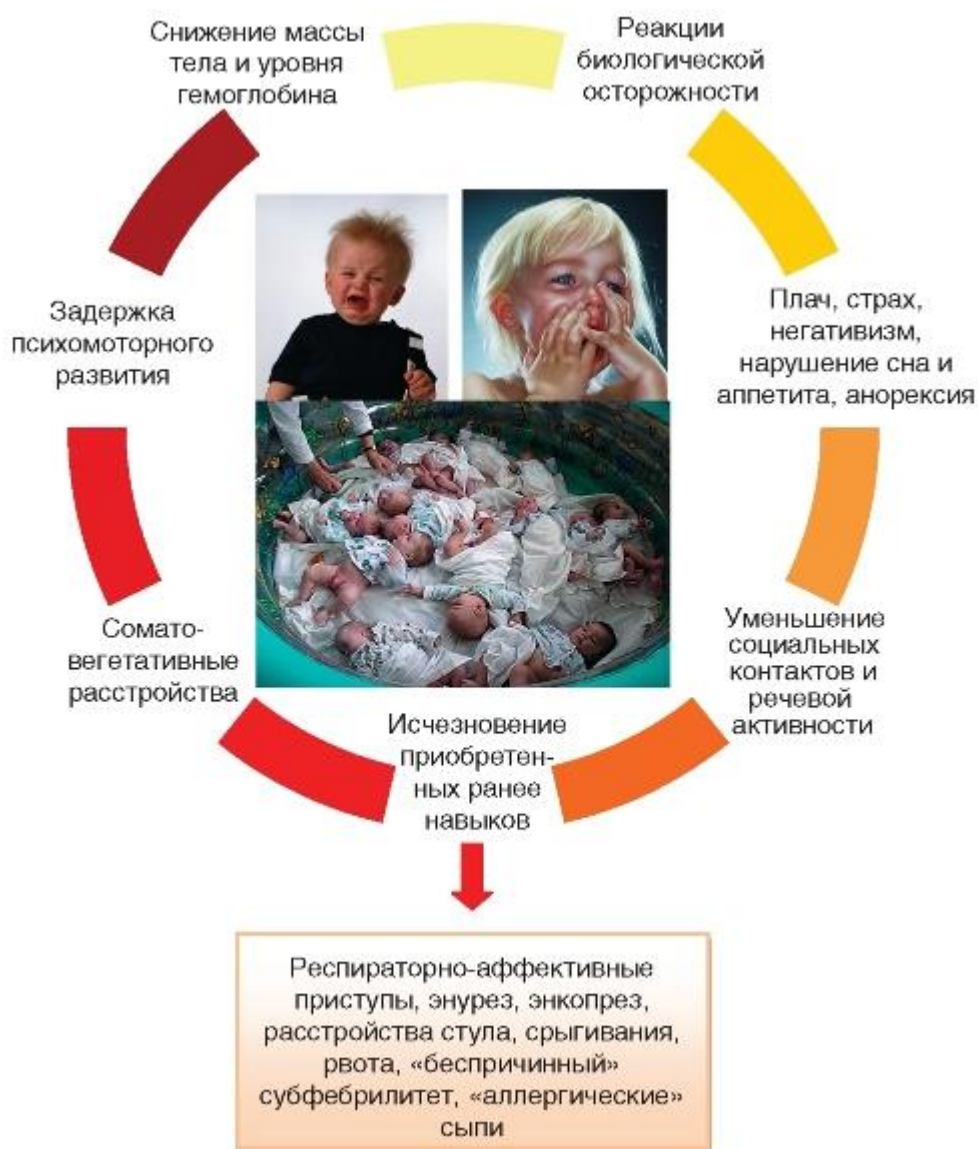 Снижение массы
тела и уровня
гемоглобина
Реакции
биологической
осторожности
Плач, страх,
негативизм,
нарушение сна и
аппетита, анорексия
Уменьшение
социальных
контактов и
речевой
активности
Исчезновение
приобретен-
ных ранее
навыков
Сомато-
вегетативные
расстройства
Задержка
психомоторного
развития
Респираторно-аффективные
приступы, энурез, энкопрез,
расстройства стула, срыгивания,
рвота, «беспричинный»
субфебрилитет, «аллергические»
сыпи